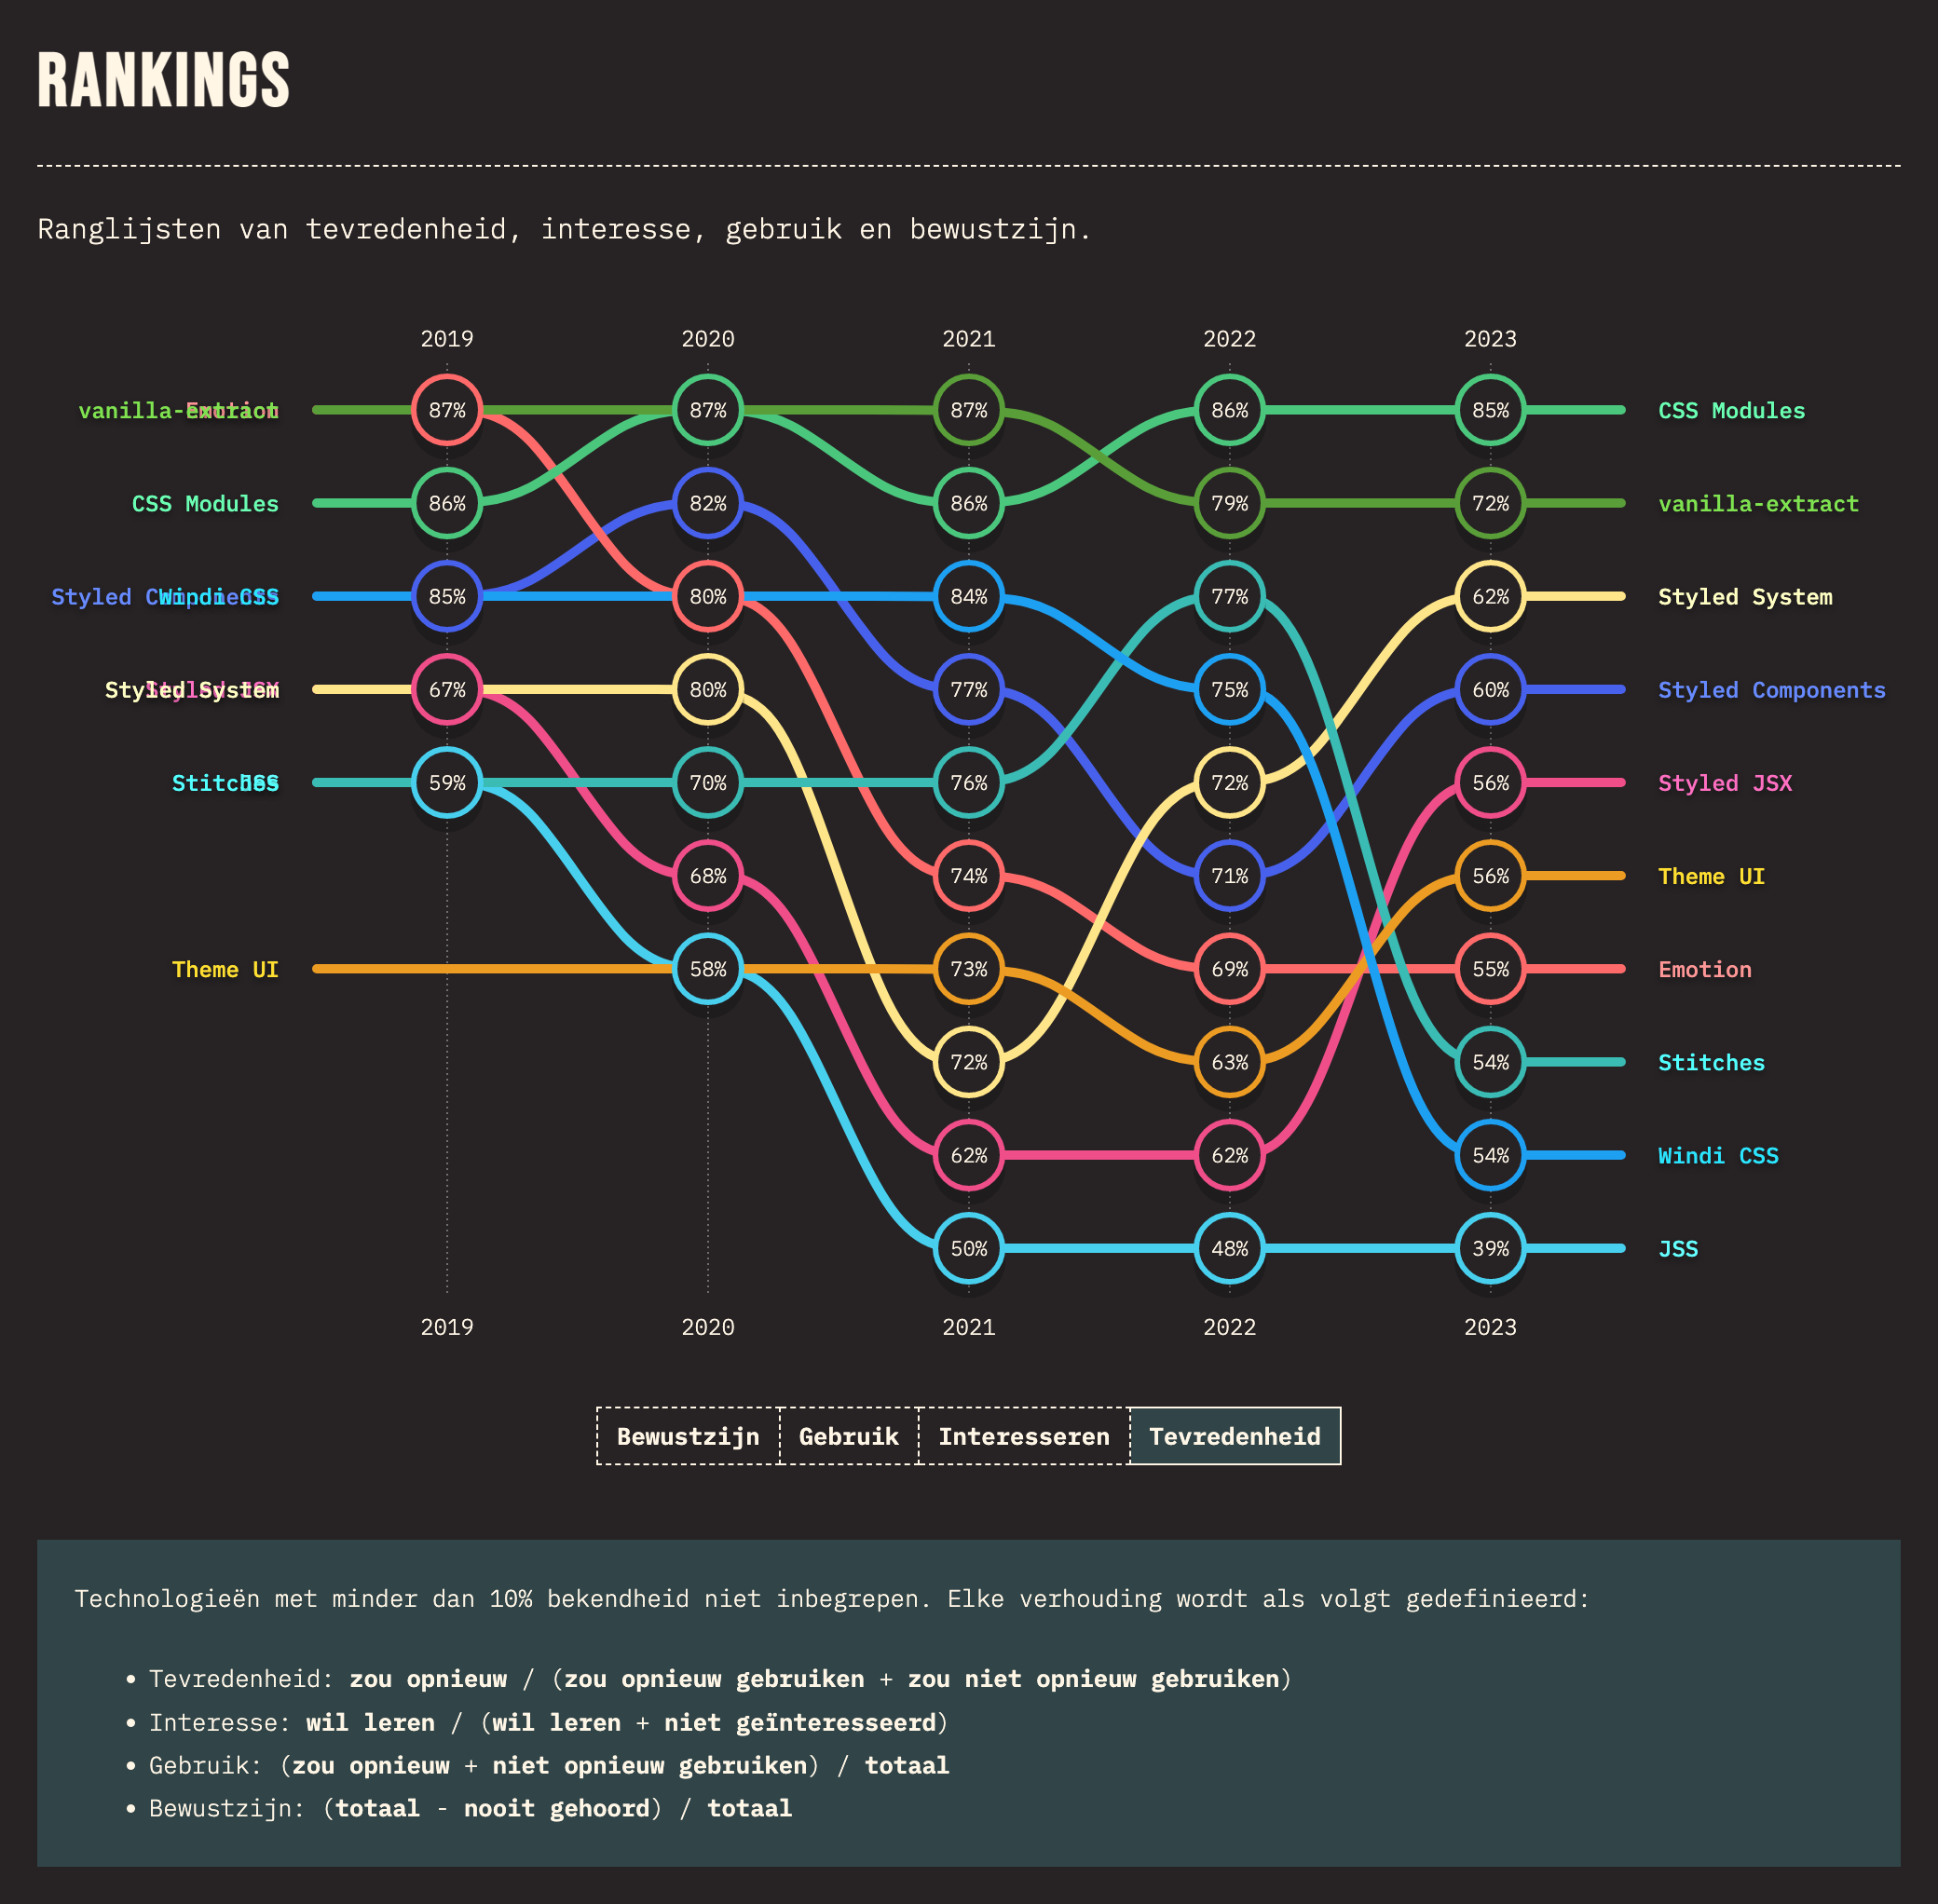 RANKINGS
Ranglijsten van tevredenheid, interesse, gebruik en bewustzijn.
2019 2020 2021 2022 2023
vanilla-extract Emotion 87% 87% 87% 86% 85% CSS Modules
CSS Modules 86% 82% 86% 79% 72% vanilla-extract
Styled Components Windi CSS 85% 80% 84% 77% 62% Styled System
Styled System Styled JSX 67% 80% 77% 75% 60% Styled Components
Stitches JSS 59% 70% 76% 72% 56% Styled JSX
68% 74% 71% 56% Theme UI
Theme UI 58% 73% 69% 55% Emotion
72% 63% 54% Stitches
62% 62% 54% Windi CSS
50% 48% 39% JSS
2019 2020 2021 2022 2023
Bewustzijn Gebruik Interesseren Tevredenheid
Technologieën met minder dan 10% bekendheid niet inbegrepen. Elke verhouding wordt als volgt gedefinieerd:
• Tevredenheid: zou opnieuw / (zou opnieuw gebruiken + zou niet opnieuw gebruiken)
• Interesse: wil leren / (wil leren + niet geïnteresseerd)
• Gebruik: (zou opnieuw + niet opnieuw gebruiken) / totaal
• Bewustzijn: (totaal - nooit gehoord) / totaal